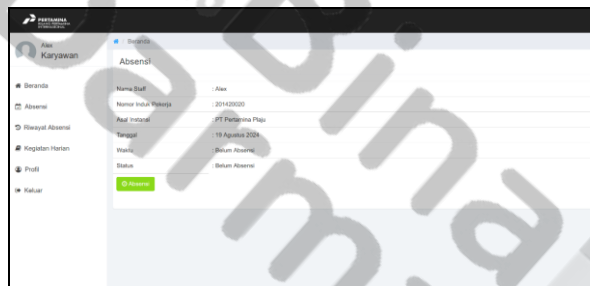 PERTAMINA
Alex
Karyawan
Beranda
Absensi
Riwayat Absensi
Kegiatan Harian
Profil
Keluar
/ Beranda
Absensi
Nama Staff : Alex
Nomor Induk Pekerja : 201420020
Asal Instansi : PT Pertamina Plaju
Tanggal : 19 Agustus 2024
Waktu : Belum Absensi
Status : Belum Absensi
Absensi